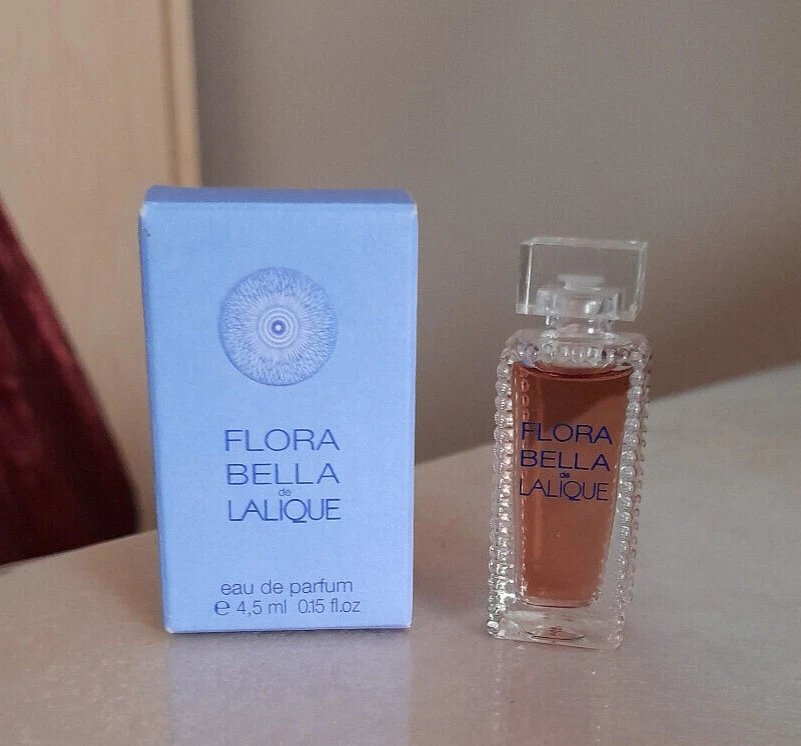 FLORA
BELLA
de
LALIQUE
eau de parfum
e 4,5 ml 0.15 fl.oz
FLORA
BELLA
de
LALIQUE